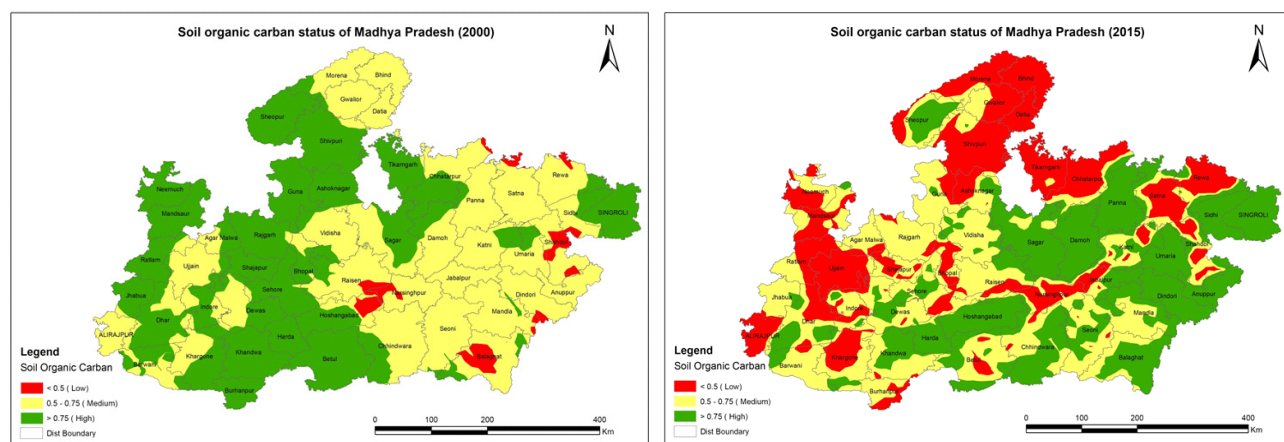 Soil organic carban status of Madhya Pradesh (2000)
N
Morena
Bhind
Gwalior
Datia
Sheopur
Shivpuri
Tikamgarh
Chhatarpur
Rewa
Neemuch
Guna
Ashoknagar
Panna
Satna
Sidhi
SINGROLI
Mandsaur
Agar Malwa
Rajgarh
Vidisha
Sagar
Damoh
Katni
Shahdol
Umaria
Ratlam
Ujjain
Shajapur
Bhopal
Raisen
Jabalpur
Jhabua
Indore
Sehore
Narsinghpur
Dindori
Anuppur
Dhar
Dewas
Hoshangabad
Mandla
ALIRAJPUR
Harda
Seoni
Khargone
Khandwa
Betul
Chhindwara
Balaghat
Barwani
Burhanpur
Legend
Soil Organic Carban
< 0.5 ( Low)
0.5 - 0.75 ( Medium)
> 0.75 ( High)
Dist Boundary
0 100 200 400
Km
Soil organic carban status of Madhya Pradesh (2015)
N
Morena
Bhind
Gwalior
Datia
Sheopur
Shivpuri
Tikamgarh
Chhatarpur
Rewa
Neemuch
Guna
Ashoknagar
Panna
Satna
Sidhi
SINGROLI
Mandsaur
Agar Malwa
Rajgarh
Vidisha
Sagar
Damoh
Katni
Shahdol
Umaria
Ratlam
Ujjain
Shajapur
Bhopal
Raisen
Jabalpur
Jhabua
Indore
Sehore
Narsinghpur
Dindori
Anuppur
Dhar
Dewas
Hoshangabad
Mandla
ALIRAJPUR
Harda
Seoni
Khargone
Khandwa
Betul
Chhindwara
Balaghat
Barwani
Burhanpur
Legend
Soil Organic Carban
< 0.5 ( Low)
0.5 - 0.75 ( Medium)
> 0.75 ( High)
Dist Boundary
0 100 200 400
Km